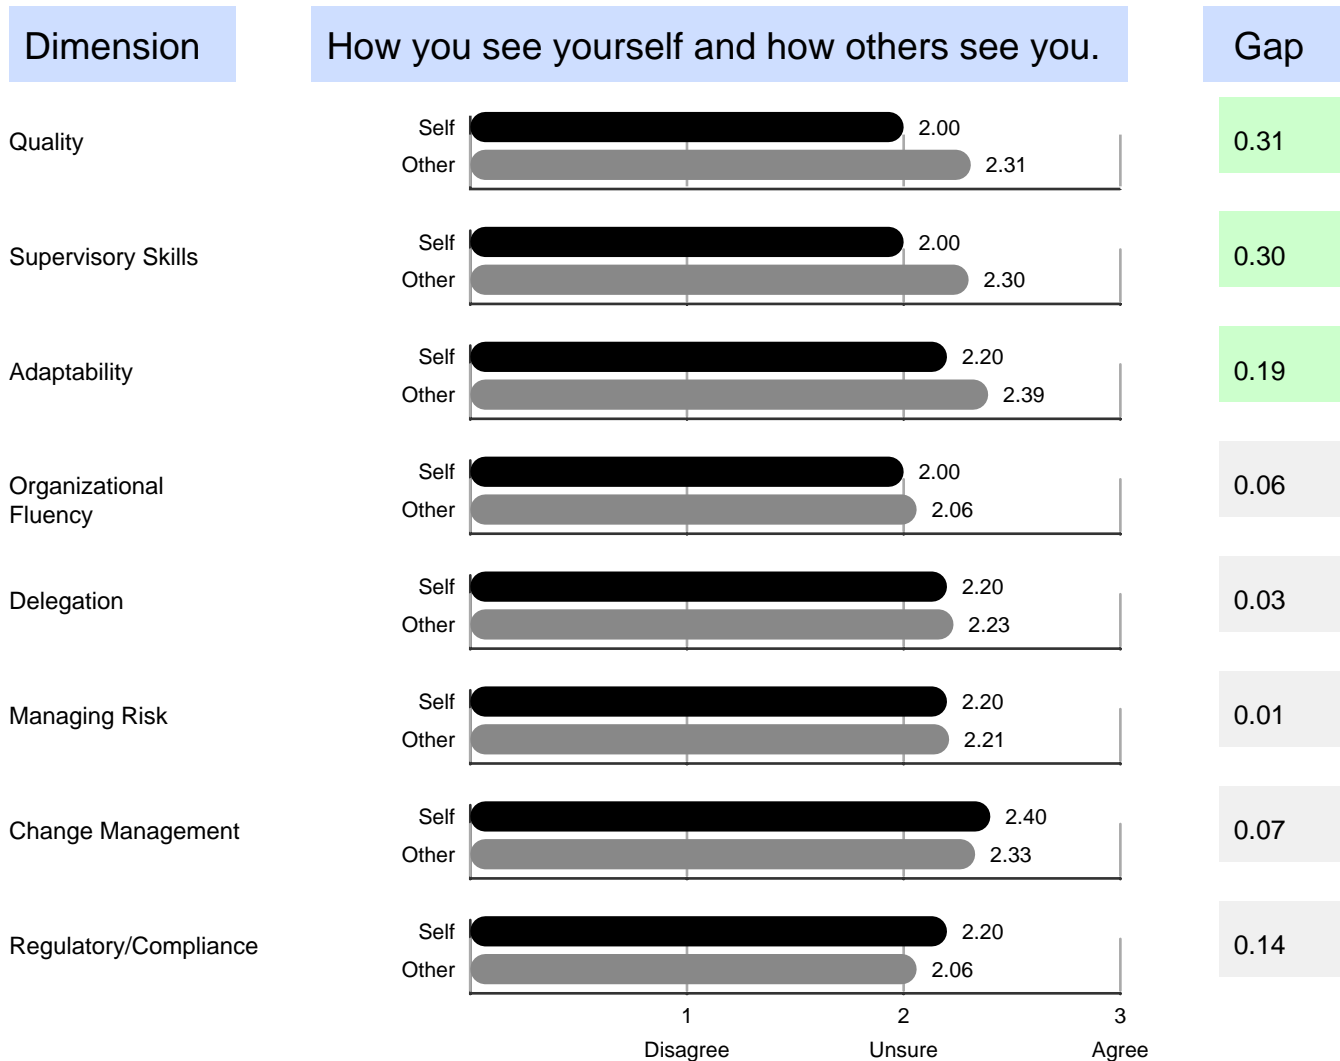 Dimension
How you see yourself and how others see you.
Gap
Quality
Self
2.00
Other
2.31
0.31
Supervisory Skills
Self
2.00
Other
2.30
0.30
Adaptability
Self
2.20
Other
2.39
0.19
Organizational
Fluency
Self
2.00
Other
2.06
0.06
Delegation
Self
2.20
Other
2.23
0.03
Managing Risk
Self
2.20
Other
2.21
0.01
Change Management
Self
2.40
Other
2.33
0.07
Regulatory/Compliance
Self
2.20
Other
2.06
0.14
1
2
3
Disagree
Unsure
Agree